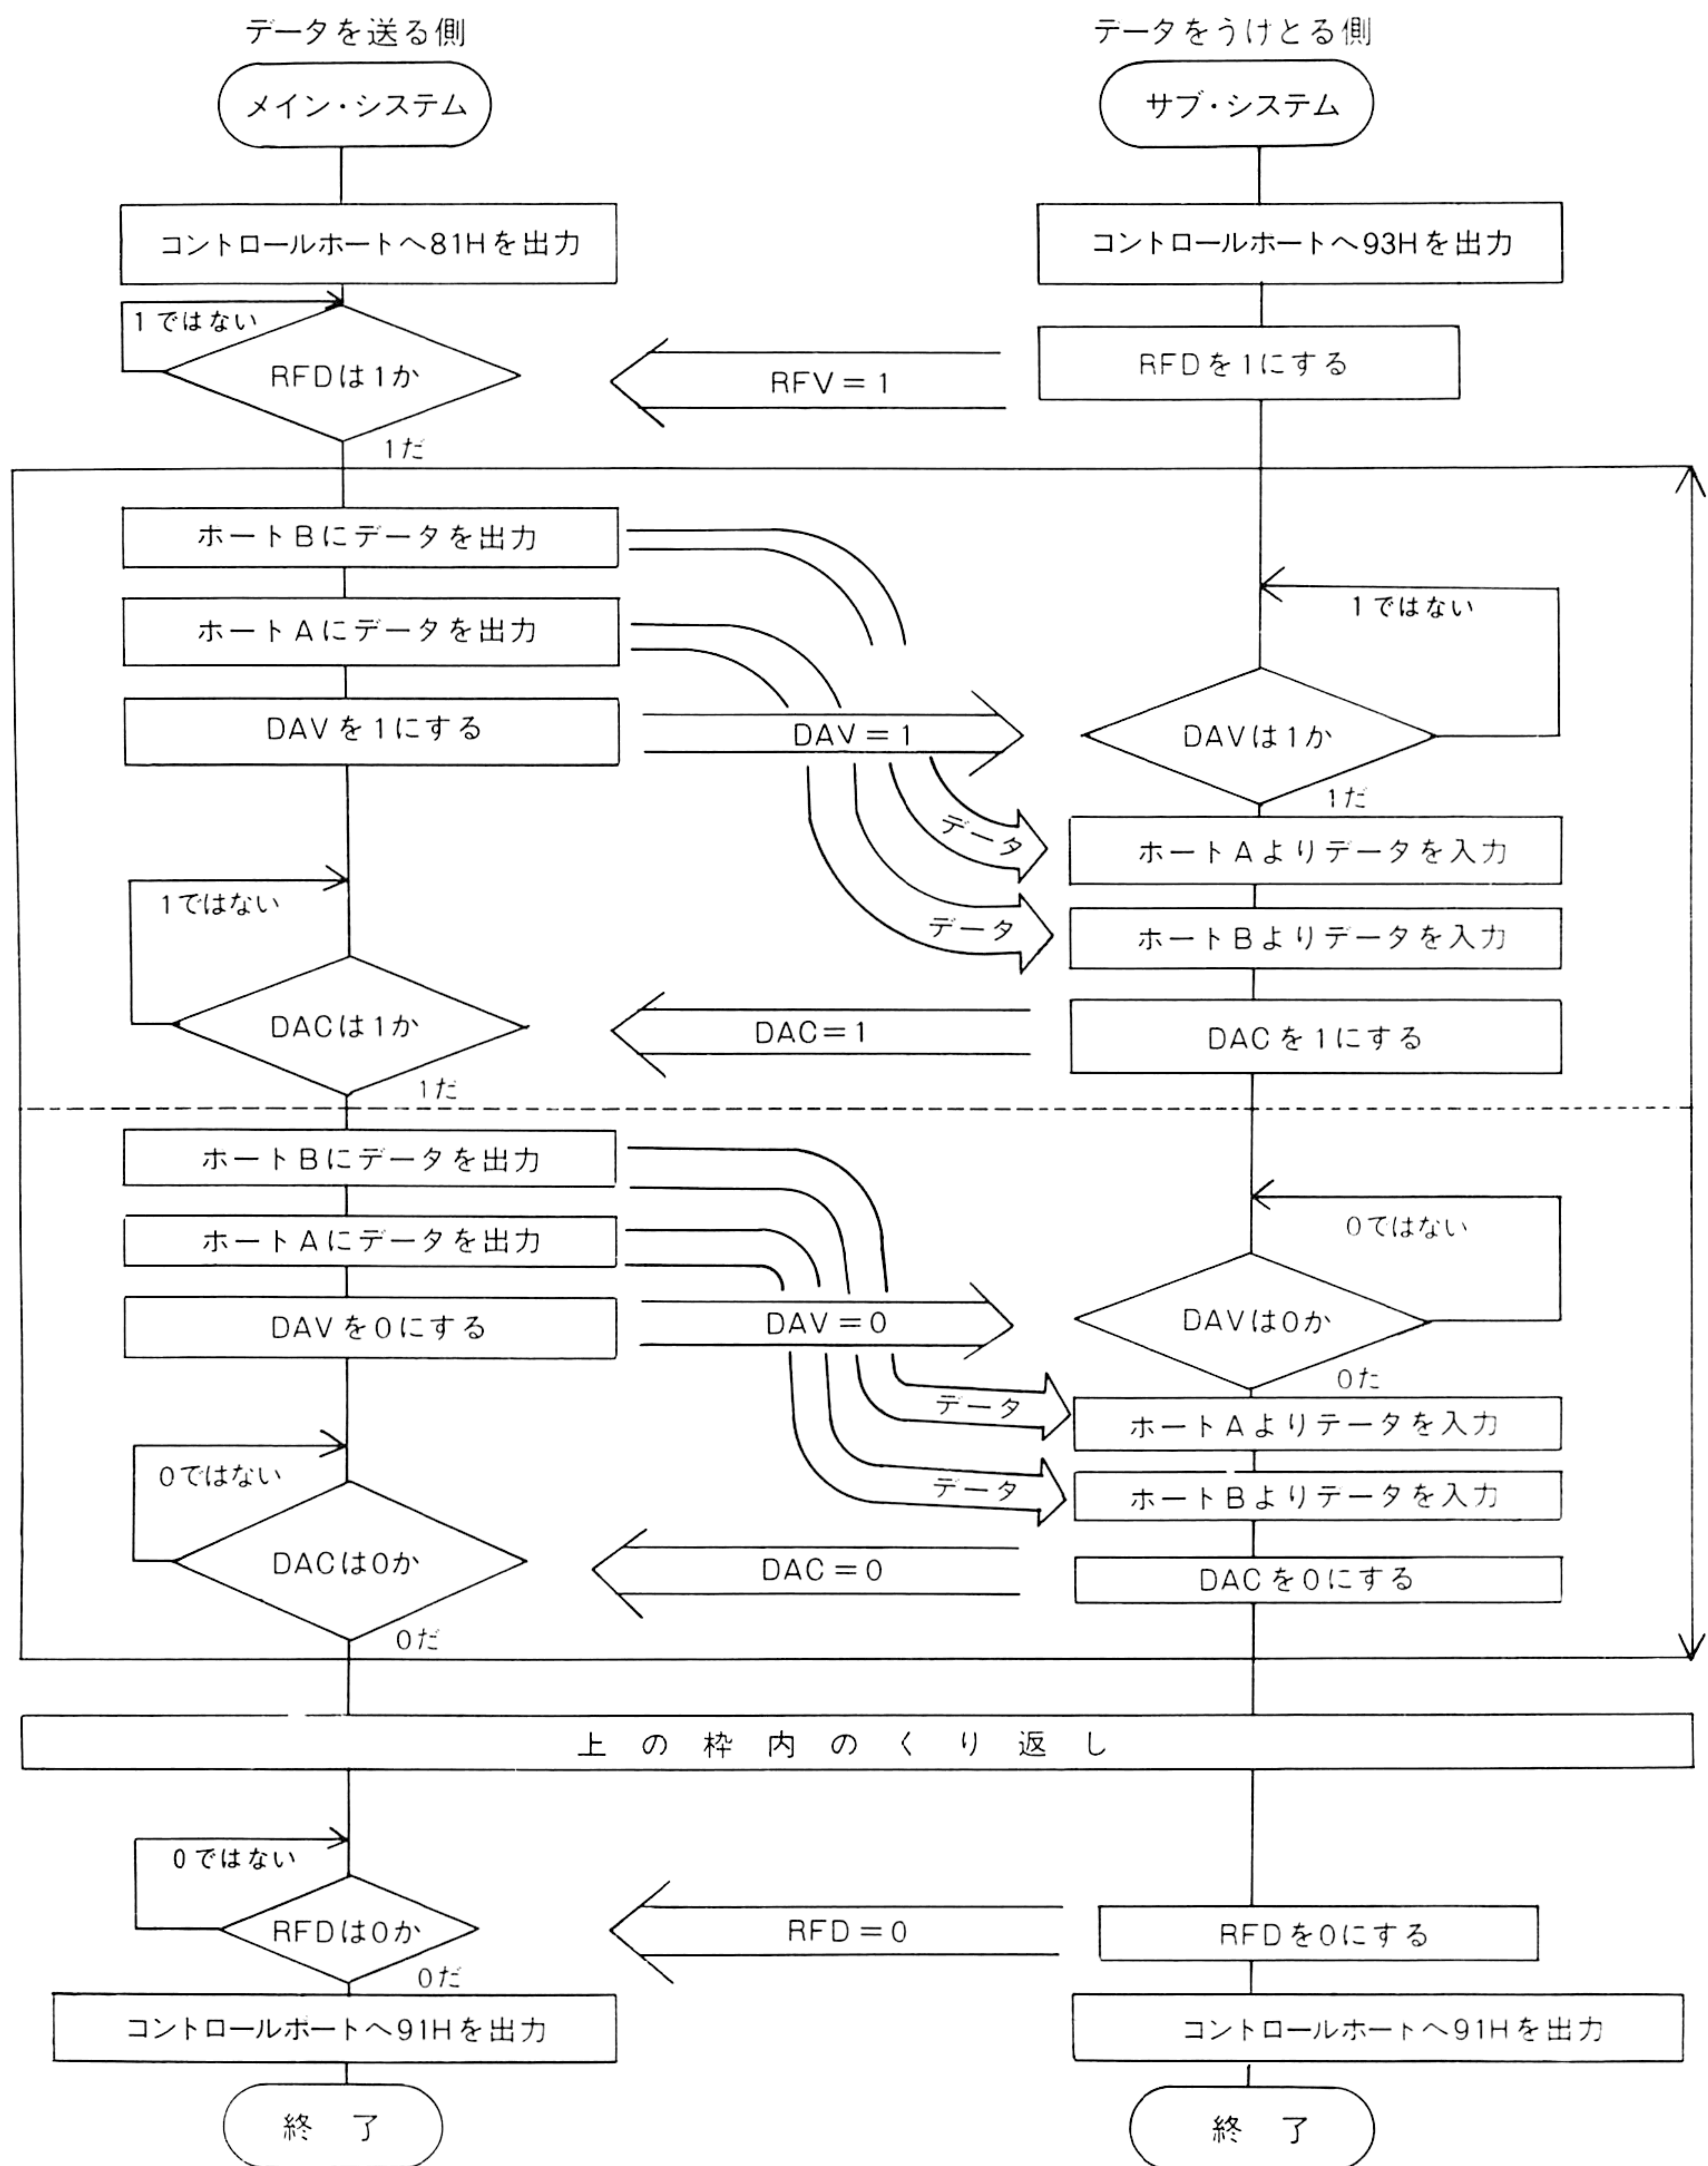 データを送る側
データをうけとる側
メイン・システム
サブ・システム
コントロールポートへ81Hを出力
コントロールポートへ93Hを出力
1ではない
RFDは1か
RFV=1
RFDを1にする
1だ
ポートBにデータを出力
1ではない
ポートAにデータを出力
DAVを1にする
DAV=1
DAVは1か
1だ
データ
ポートAよりデータを入力
1ではない
データ
ポートBよりデータを入力
DACは1か
DAC=1
DACを1にする
1だ
ポートBにデータを出力
0ではない
ポートAにデータを出力
DAVを0にする
DAV=0
DAVは0か
0だ
データ
ポートAよりデータを入力
0ではない
データ
ポートBよりデータを入力
DACは0か
DAC=0
DACを0にする
0だ
上の枠内のくり返し
0ではない
RFDは0か
RFD=0
RFDを0にする
0だ
コントロールポートへ91Hを出力
コントロールポートへ91Hを出力
終了
終了